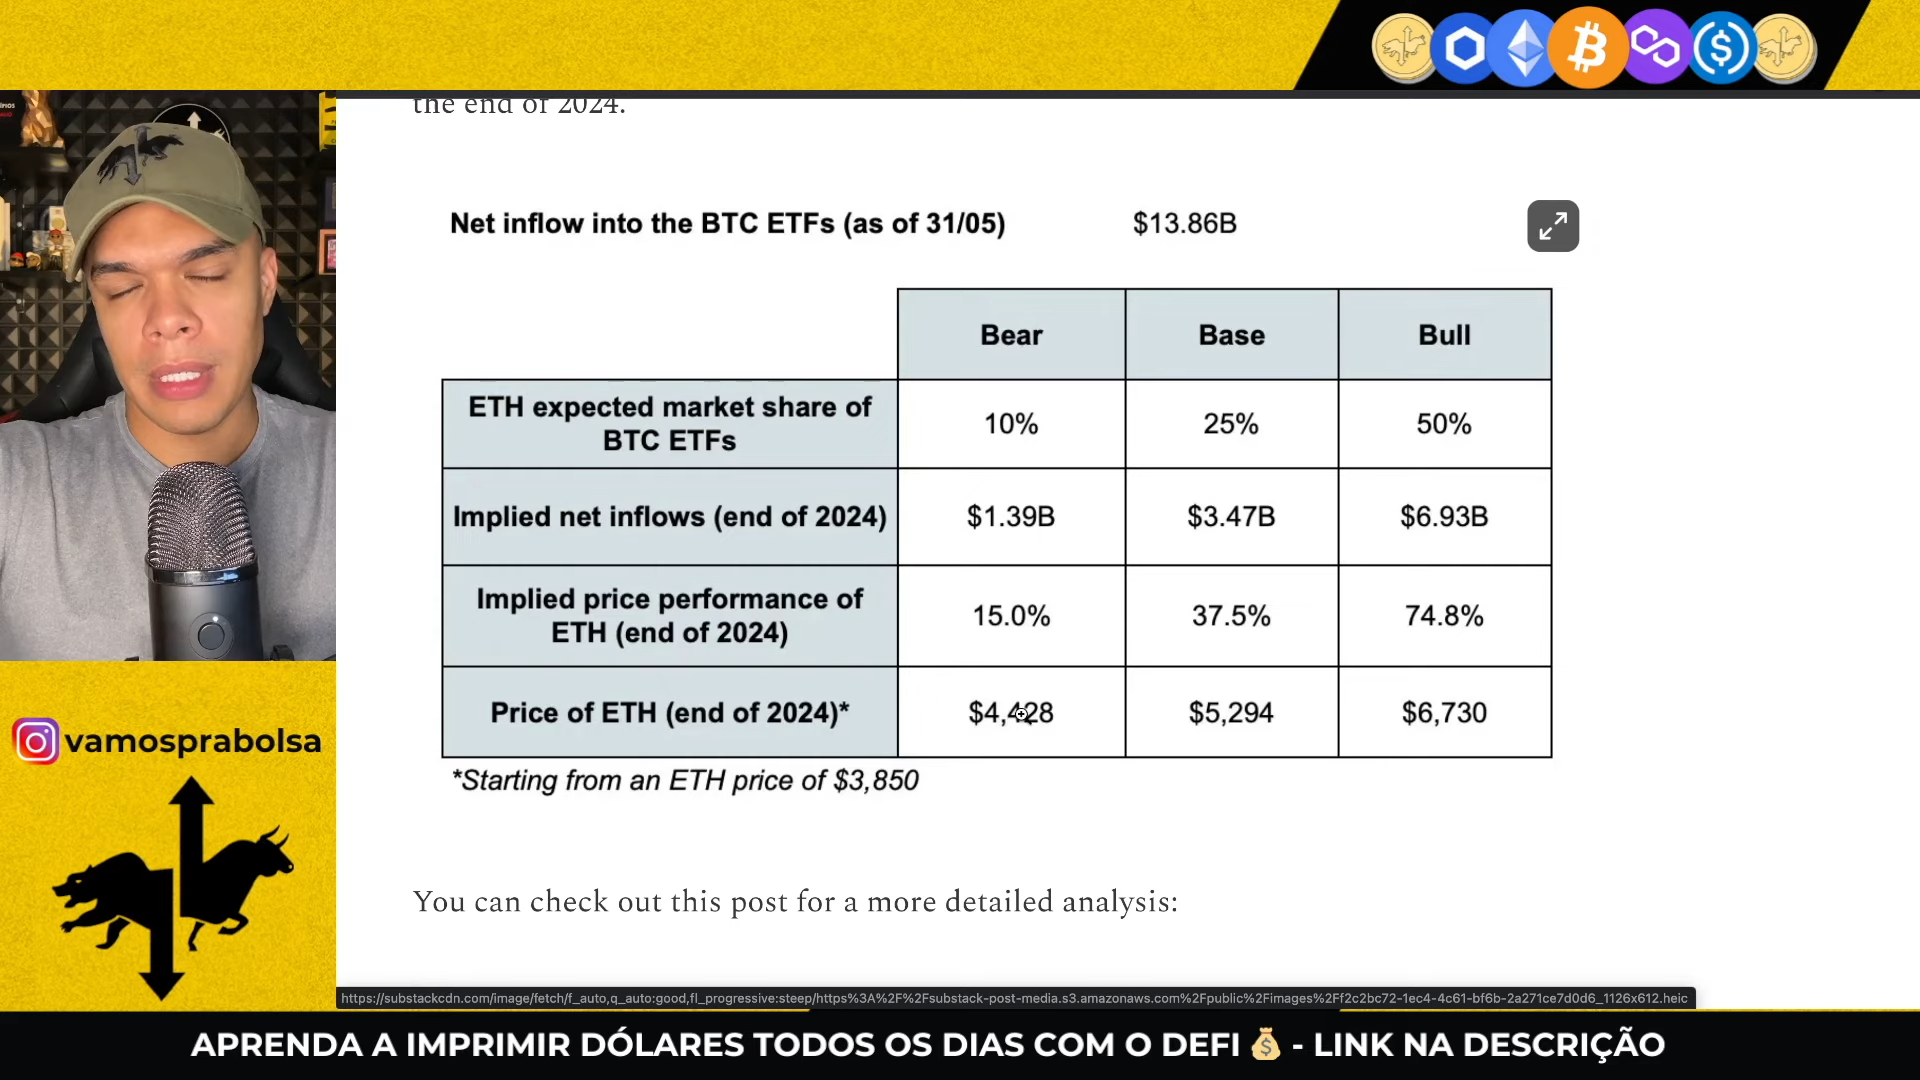 the end of 2024.
Net inflow into the BTC ETFs (as of 31/05) $13.86B
Bear Base Bull
ETH expected market share of
BTC ETFs
10% 25% 50%
Implied net inflows (end of 2024) $1.39B $3.47B $6.93B
Implied price performance of
ETH (end of 2024)
15.0% 37.5% 74.8%
Price of ETH (end of 2024)* $4,428 $5,294 $6,730
*Starting from an ETH price of $3,850
You can check out this post for a more detailed analysis:
vamosprabolsa
https://substackcdn.com/image/fetch/f_auto,q_auto:good,fl_progressive:steep/https%3A%2F%2Fsubstack-post-media.s3.amazonaws.com%2Fpublic%2Fimages%2Ff2c2bc72-1ec4-4c61-bf6b-2a271ce7d0d6_1126x612.heic
APRENDA A IMPRIMIR DÓLARES TODOS OS DIAS COM O DEFI 💰 - LINK NA DESCRIÇÃO